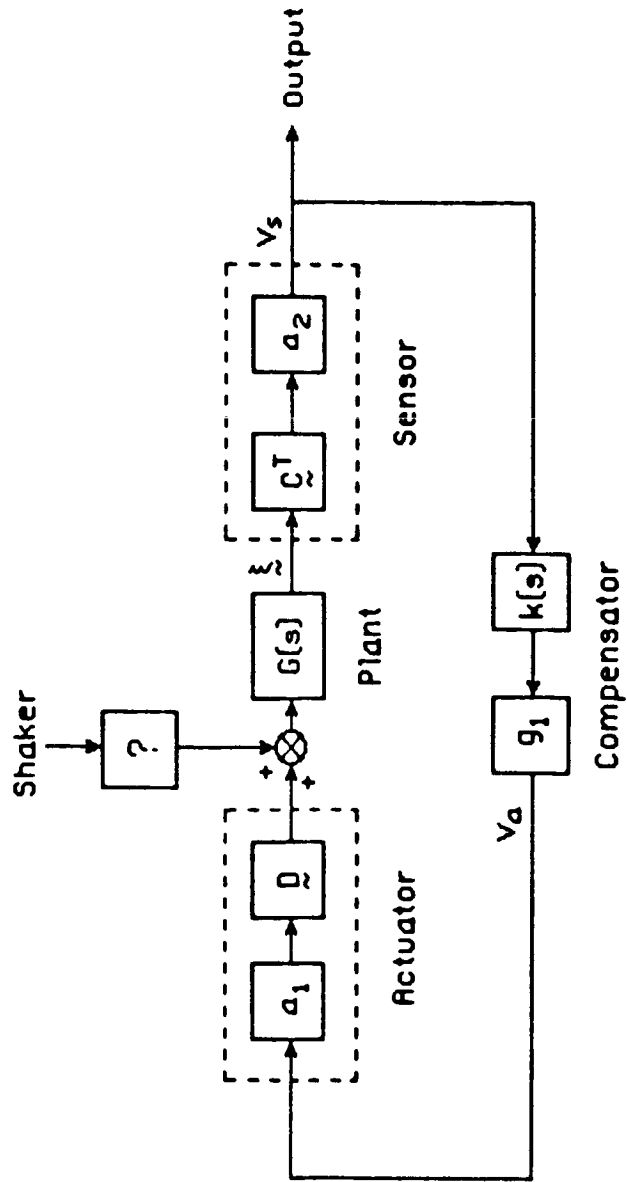 Shaker
?
+
+
a₁
D̰
Actuator
G(s)
Plant
ξ̰
C̰ᵀ
a₂
Sensor
Vₛ
Output
k(s)
g₁
Compensator
Vₐ